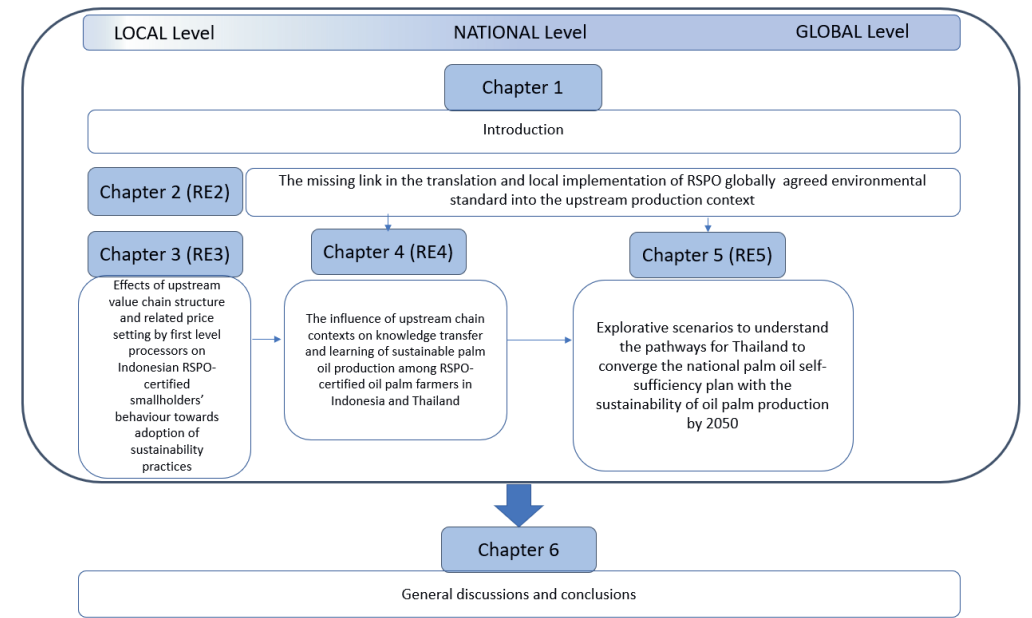 LOCAL Level
NATIONAL Level
GLOBAL Level
Chapter 1
Introduction
Chapter 2 (RE2)
The missing link in the translation and local implementation of RSPO globally agreed environmental
standard into the upstream production context
Chapter 3 (RE3)
Effects of upstream
value chain structure
and related price
setting by first level
processors on
Indonesian RSPO-
certified
smallholders’
behaviour towards
adoption of
sustainability
practices
Chapter 4 (RE4)
The influence of upstream chain
contexts on knowledge transfer
and learning of sustainable palm
oil production among RSPO-
certified oil palm farmers in
Indonesia and Thailand
Chapter 5 (RE5)
Explorative scenarios to understand
the pathways for Thailand to
converge the national palm oil self-
sufficiency plan with the
sustainability of oil palm production
by 2050
Chapter 6
General discussions and conclusions